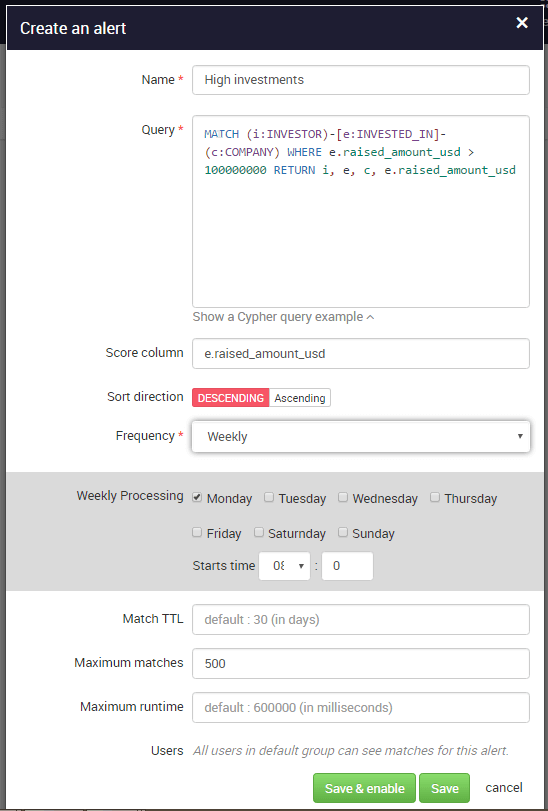 Create an alert ×
Name * High investments
Query * MATCH (i:INVESTOR)-[e:INVESTED_IN]-
(c:COMPANY) WHERE e.raised_amount_usd >
100000000 RETURN i, e, c, e.raised_amount_usd
Show a Cypher query example
Score column e.raised_amount_usd
Sort direction DESCENDING Ascending
Frequency * Weekly
Weekly Processing Monday Tuesday Wednesday Thursday
Friday Saturnday Sunday
Starts time 08 : 0
Match TTL default : 30 (in days)
Maximum matches 500
Maximum runtime default : 600000 (in milliseconds)
Users All users in default group can see matches for this alert.
Save & enable Save cancel